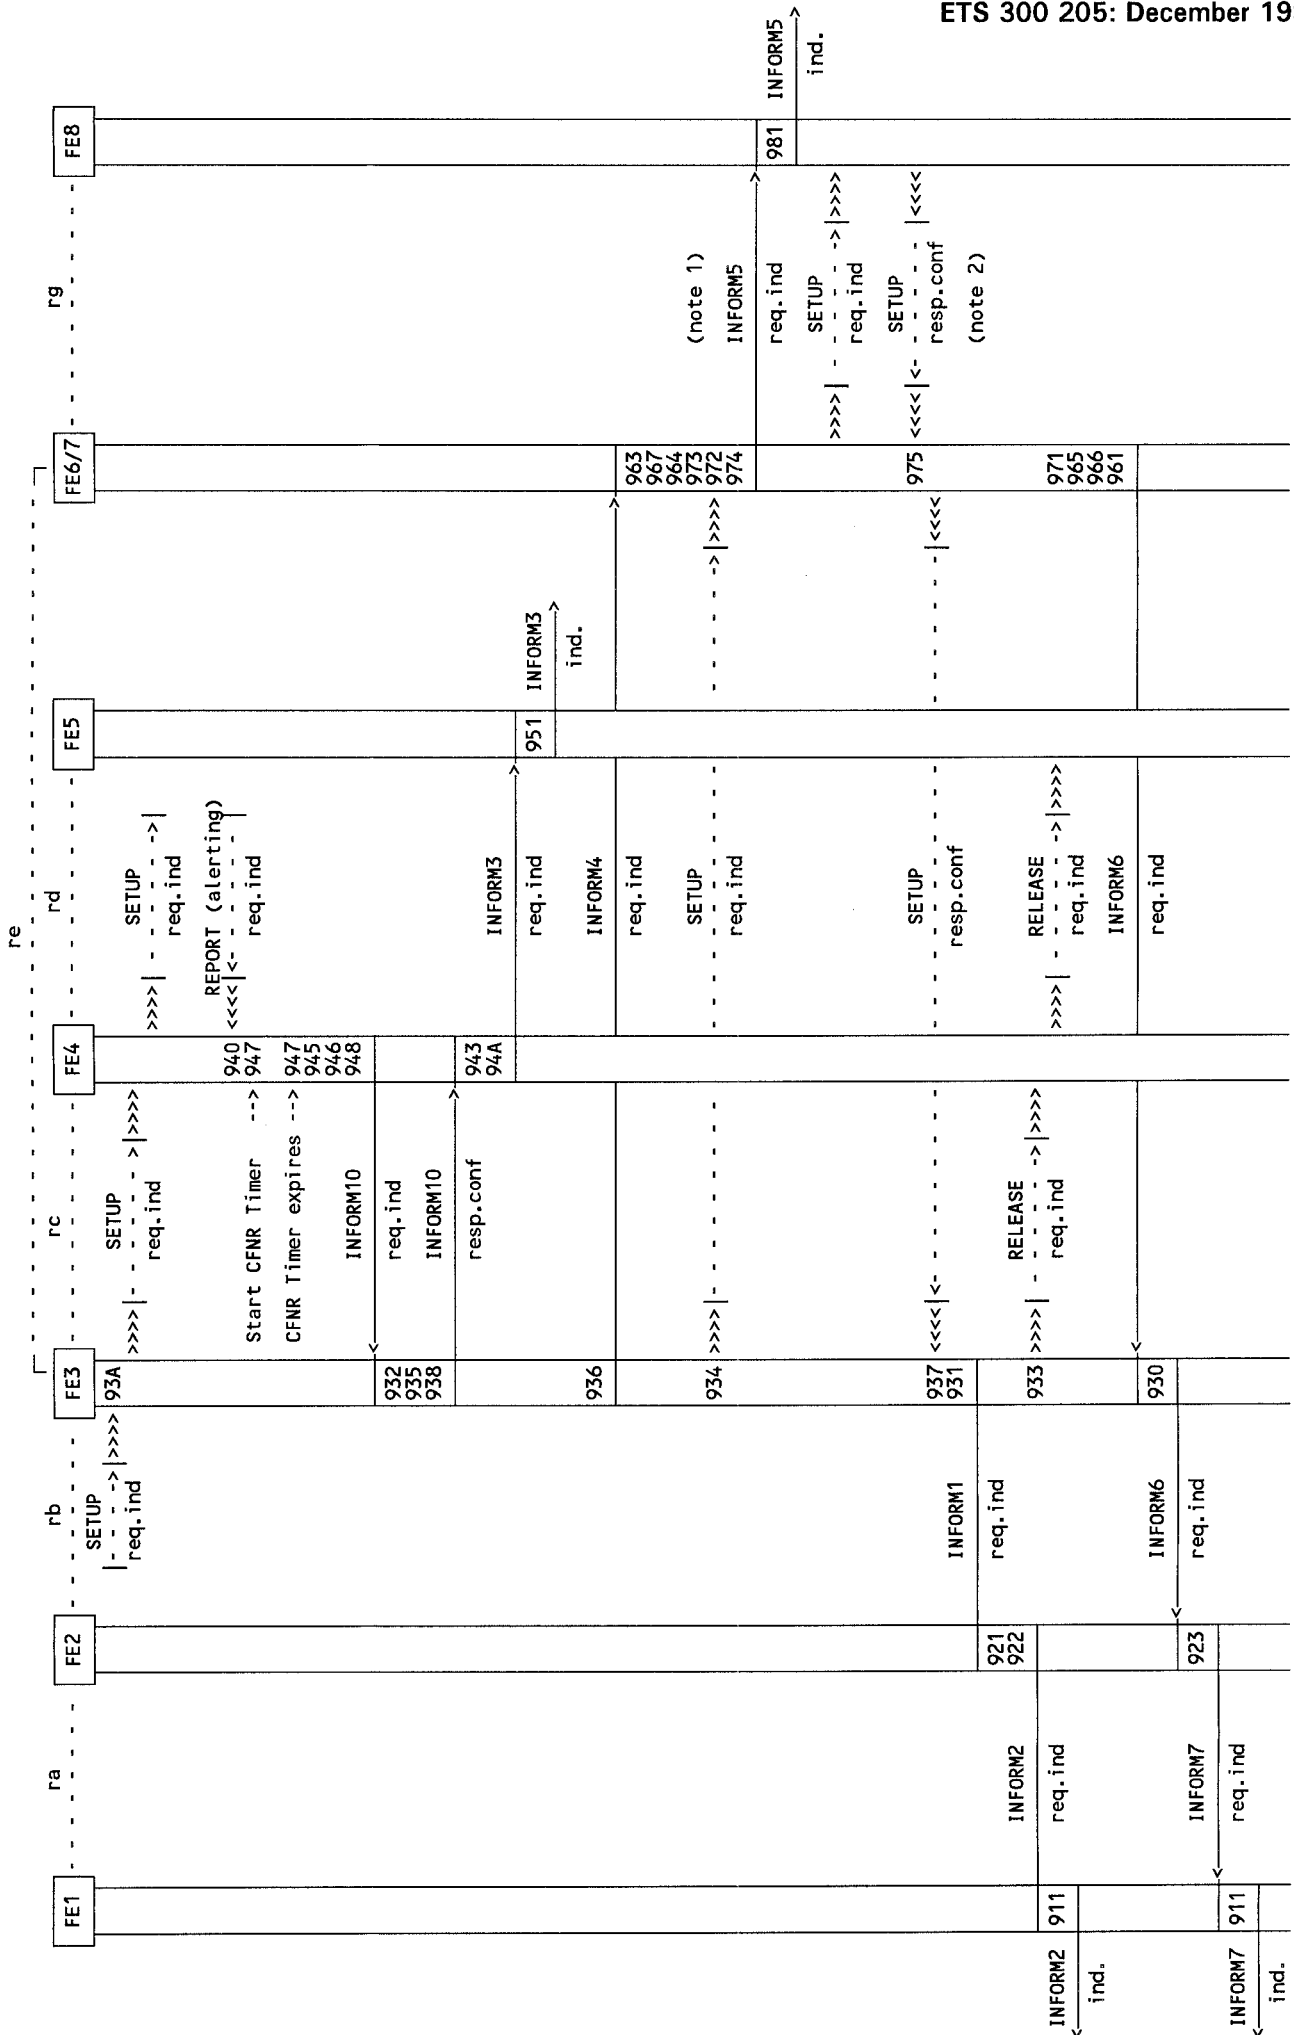 ETS 300 205: December 19
re
ra
rb
rc
rd
rg
FE1
FE2
FE3
FE4
FE5
FE6/7
FE8
SETUP
- - ->|>>>>
req.ind
93A
SETUP
>>>>|- - - ->|>>>>
req.ind
SETUP
>>>>|- - - ->|
req.ind
REPORT (alerting)
<<<<|<- - - -|
req.ind
940
947
Start CFNR Timer --->
CFNR Timer expires --->
947
945
946
948
INFORM10
req.ind
932
935
938
INFORM10
resp.conf
943
94A
INFORM3
req.ind
951
INFORM3
ind.
936
INFORM4
req.ind
963
967
964
973
972
974
934
SETUP
req.ind
(note 1)
INFORM5
req.ind
981
INFORM5
ind.
SETUP
>>>>|- - - ->|>>>>
req.ind
SETUP
<<<<|<- - - -|<<<<
resp.conf
(note 2)
975
SETUP
resp.conf
937
931
INFORM1
req.ind
921
922
INFORM2
req.ind
911
INFORM2
ind.
933
RELEASE
>>>>|- - - ->|>>>>
req.ind
RELEASE
>>>>|- - - ->|>>>>
req.ind
971
965
966
961
INFORM6
req.ind
930
INFORM6
req.ind
923
INFORM7
req.ind
911
INFORM7
ind.